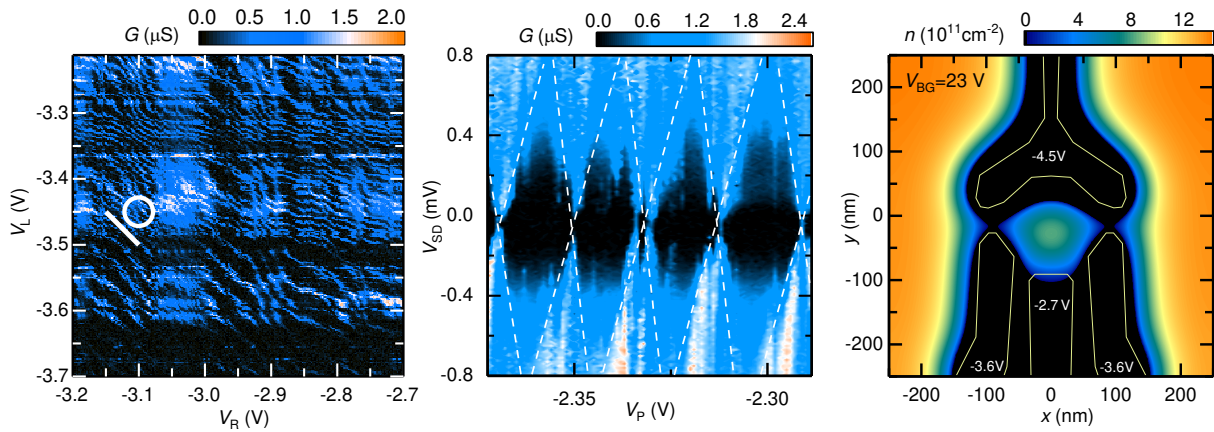 G (μS)
0.0 0.5 1.0 1.5 2.0
V_L (V)
-3.3
-3.4
-3.5
-3.6
-3.7
-3.2 -3.1 -3.0 -2.9 -2.8 -2.7
V_R (V)
G (μS)
0.0 0.6 1.2 1.8 2.4
V_SD (mV)
0.8
0.4
0.0
-0.4
-0.8
-2.35 -2.30
V_P (V)
n (10^11cm^-2)
0 4 8 12
V_BG=23 V
y (nm)
200
100
0
-100
-200
-4.5V
-2.7V
-3.6V
-3.6V
-200 -100 0 100 200
x (nm)